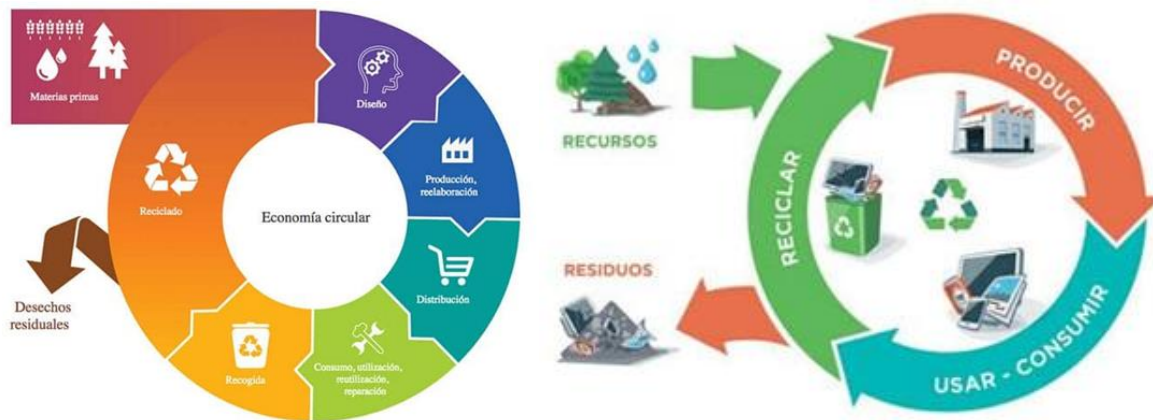 Materias primas
Diseño
Producción,
reelaboración
Distribución
Consumo, utilización,
reutilización,
reparación
Recogida
Reciclado
Economía circular
Desechos
residuales
RECURSOS
RESIDUOS
PRODUCIR
USAR - CONSUMIR
RECICLAR